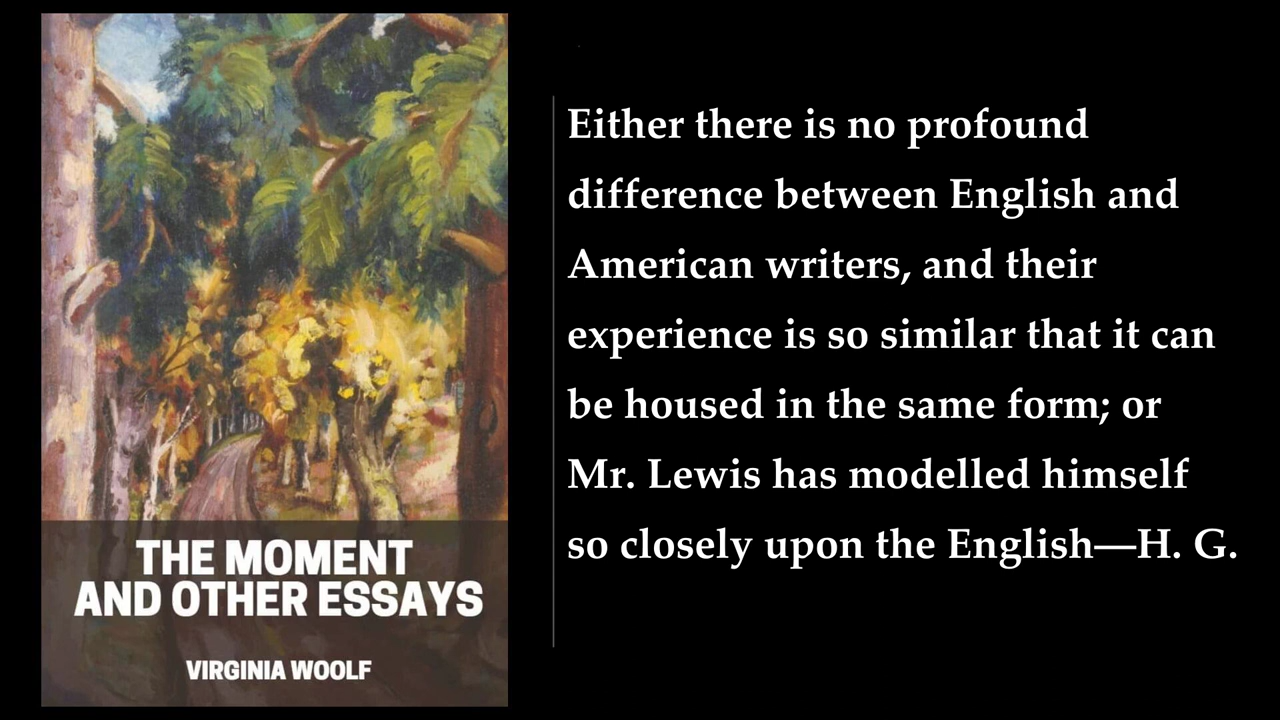 THE MOMENT
AND OTHER ESSAYS
VIRGINIA WOOLF
Either there is no profound
difference between English and
American writers, and their
experience is so similar that it can
be housed in the same form; or
Mr. Lewis has modelled himself
so closely upon the English—H. G.